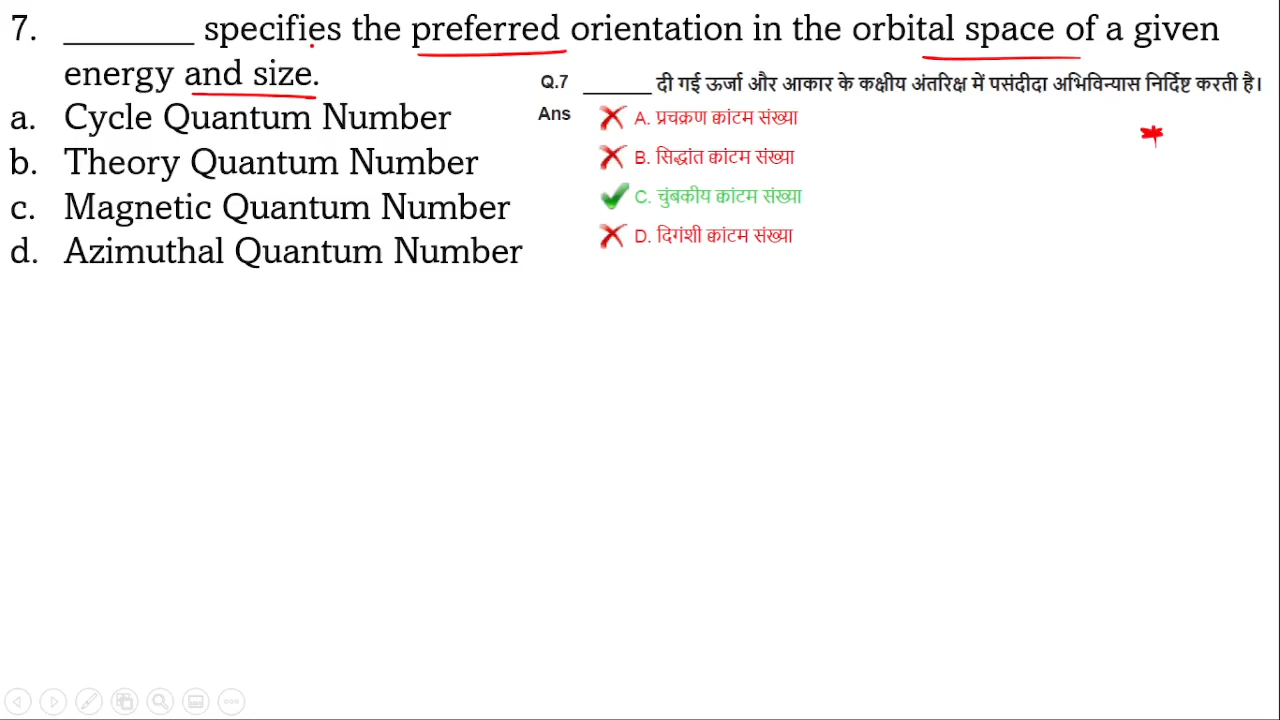 7. _______ specifies the preferred orientation in the orbital space of a given
energy and size.
Q.7 _______ दी गई ऊर्जा और आकार के कक्षीय अंतरिक्ष में पसंदीदा अभिविन्यास निर्दिष्ट करती है।
a. Cycle Quantum Number
b. Theory Quantum Number
c. Magnetic Quantum Number
d. Azimuthal Quantum Number
Ans A. प्रचक्रण क्वांटम संख्या
B. सिद्धांत क्वांटम संख्या
C. चुंबकीय क्वांटम संख्या
D. दिगंशी क्वांटम संख्या